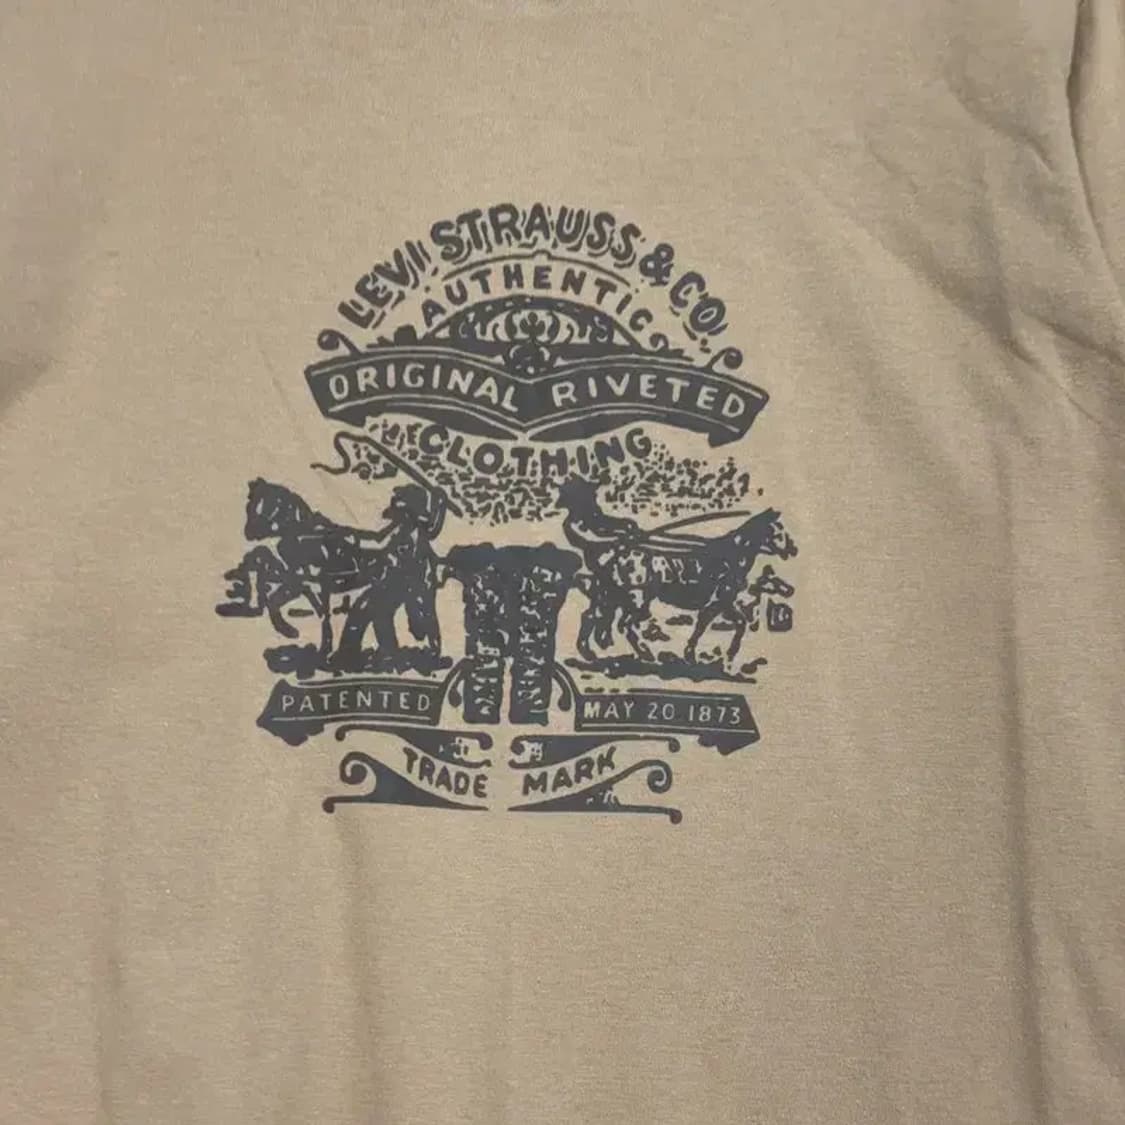 LEVI STRAUSS & CO.
AUTHENTIC
ORIGINAL RIVETED
CLOTHING
PATENTED MAY 20 1873
TRADE MARK